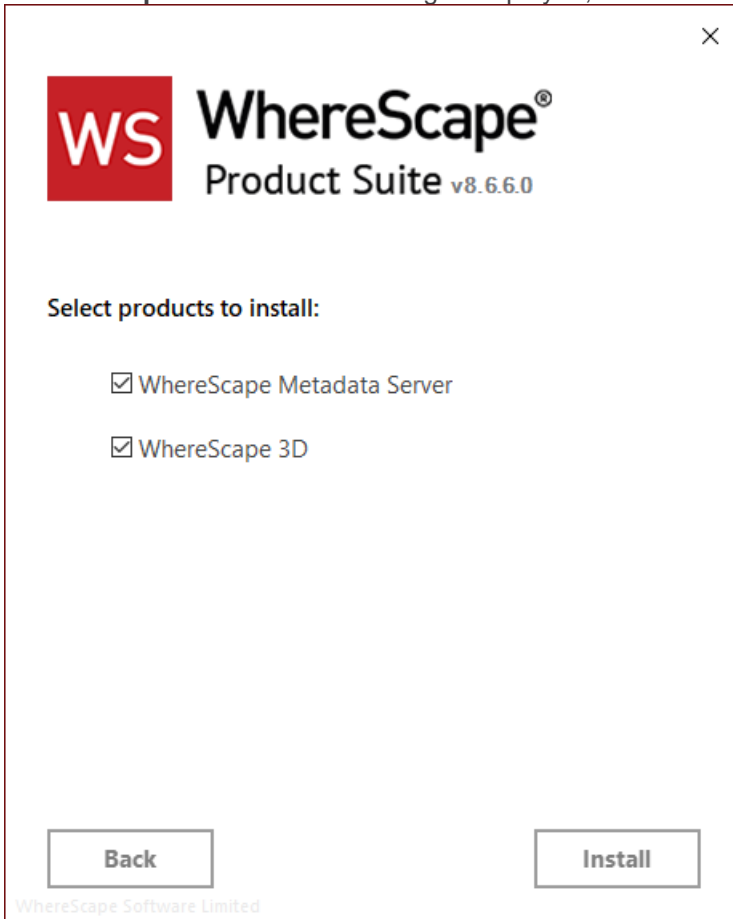 WS WhereScape®
Product Suite v8.6.6.0
Select products to install:
WhereScape Metadata Server
WhereScape 3D
Back Install
WhereScape Software Limited